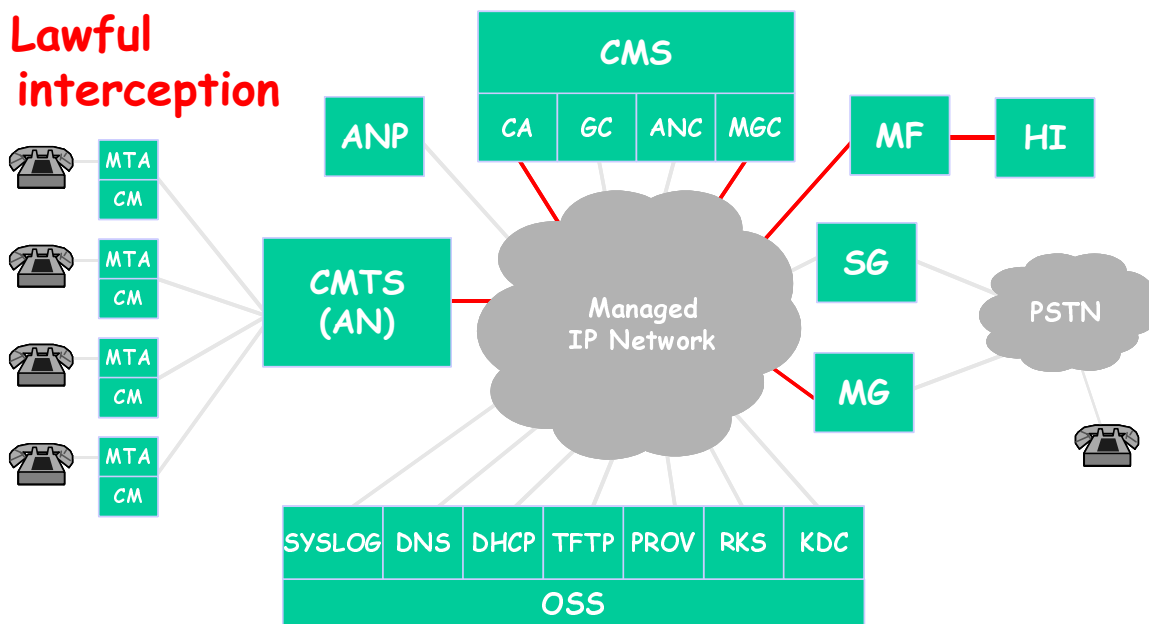 Lawful
interception
CMS
CA GC ANC MGC
ANP
MF
HI
MTA
CM
MTA
CM
MTA
CM
MTA
CM
CMTS
(AN)
Managed
IP Network
SG
MG
PSTN
SYSLOG DNS DHCP TFTP PROV RKS KDC
OSS